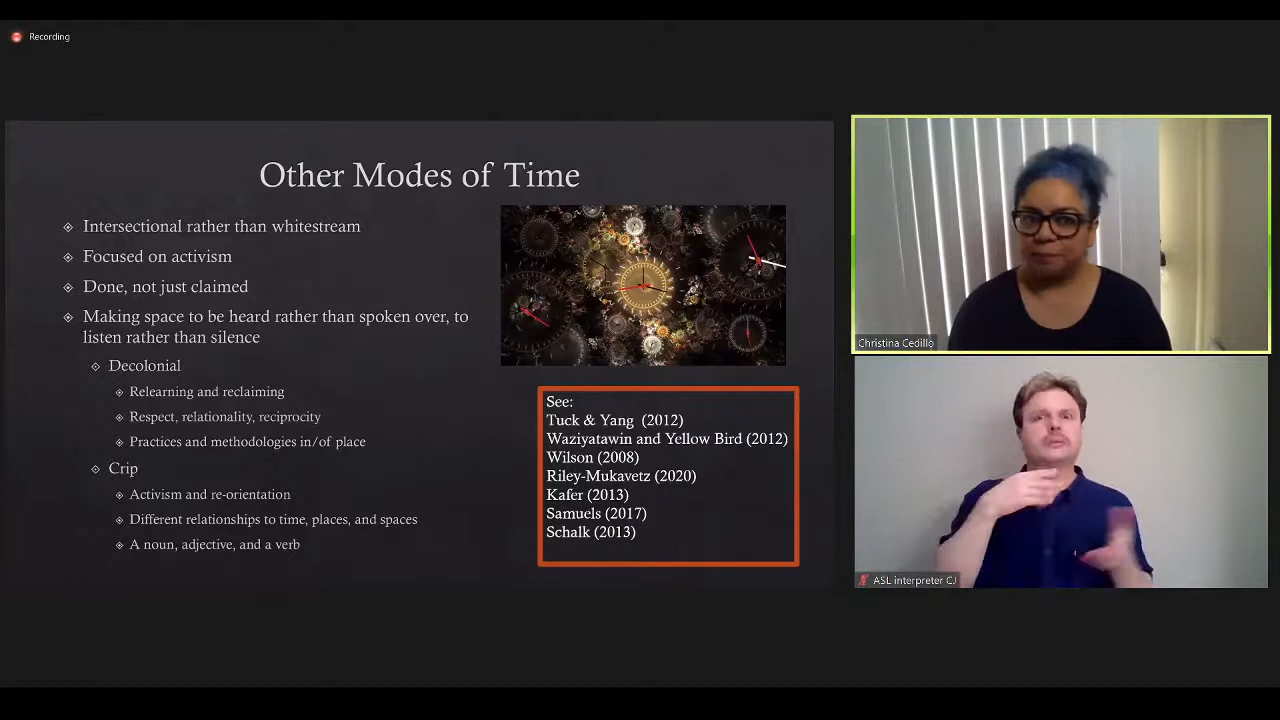 Recording
Other Modes of Time
Intersectional rather than whitestream
Focused on activism
Done, not just claimed
Making space to be heard rather than spoken over, to
listen rather than silence
Decolonial
Relearning and reclaiming
Respect, relationality, reciprocity
Practices and methodologies in/of place
Crip
Activism and re-orientation
Different relationships to time, places, and spaces
A noun, adjective, and a verb
See:
Tuck & Yang (2012)
Waziyatawin and Yellow Bird (2012)
Wilson (2008)
Riley-Mukavetz (2020)
Kafer (2013)
Samuels (2017)
Schalk (2013)
Christina Cedillo
ASL interpreter CJ